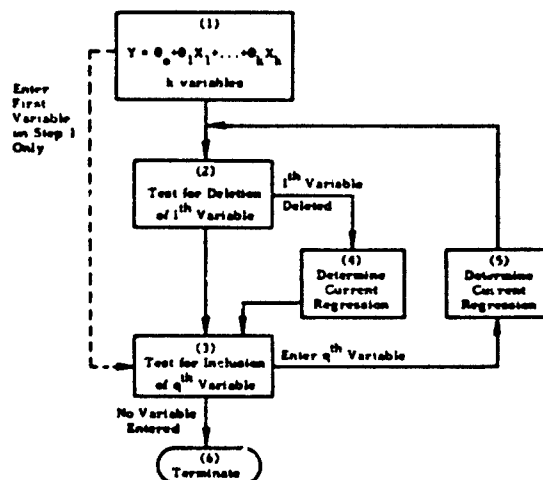 (1)
Y = θ₀+θ₁X₁+...+θₖXₖ
k variables
Enter
First
Variable
on Step 1
Only
(2)
Test for Deletion
of iᵗʰ Variable
iᵗʰ Variable
Deleted
(4)
Determine
Current
Regression
(5)
Determine
Current
Regression
(3)
Test for Inclusion
of qᵗʰ Variable
Enter qᵗʰ Variable
No Variable
Entered
(6)
Terminate